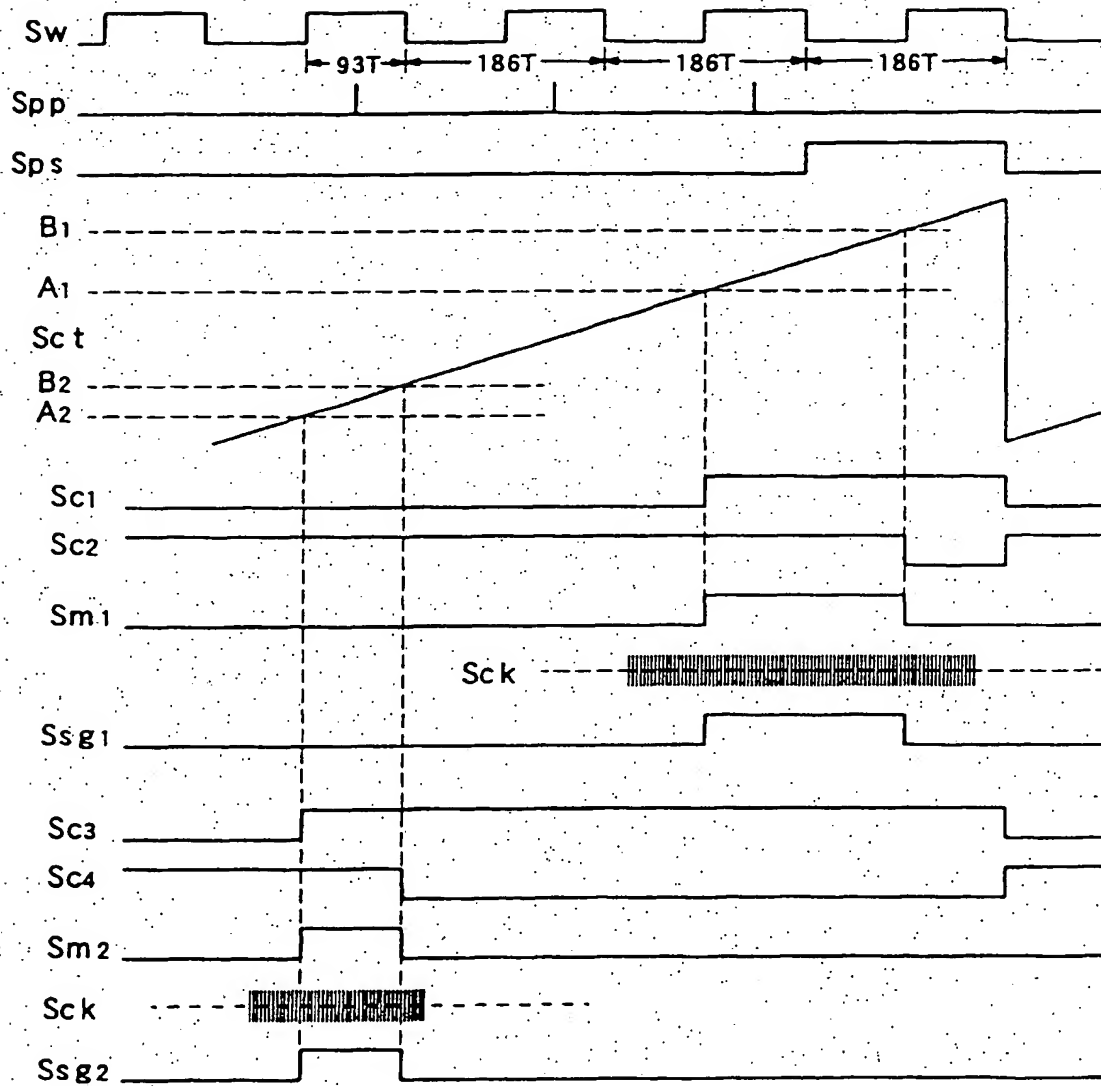 Sw
93T 186T 186T 186T
Spp
Sps
B1
A1
Sct
B2
A2
Sc1
Sc2
Sm1
Sck
Ssg1
Sc3
Sc4
Sm2
Sck
Ssg2